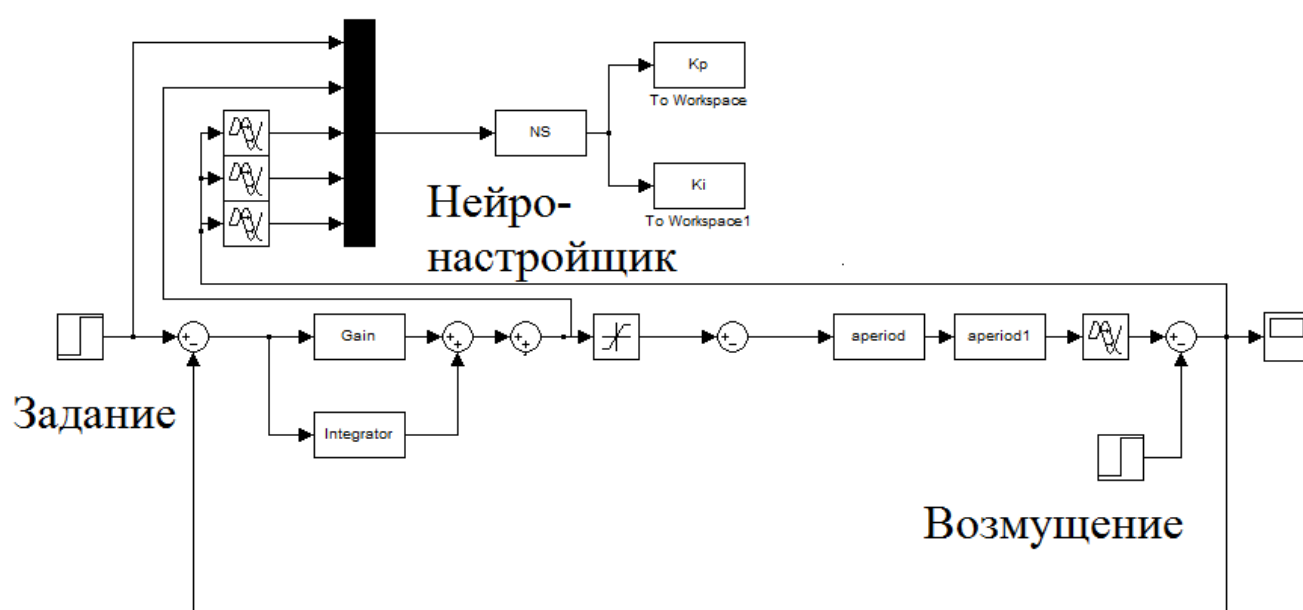 Kp
To Workspace
NS
Ki
To Workspace1
Нейро-
настройщик
Gain
aperiod
aperiod1
Задание
Integrator
Возмущение